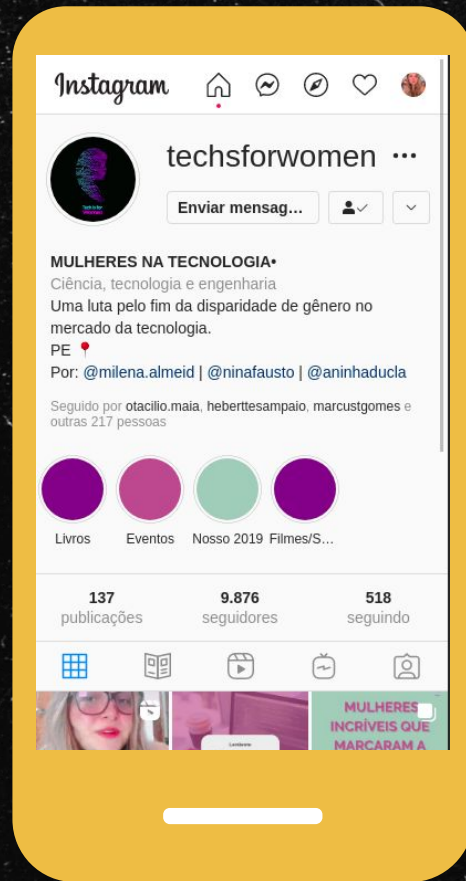 Instagram
techsforwomen
Enviar mensag...
MULHERES NA TECNOLOGIA•
Ciência, tecnologia e engenharia
Uma luta pelo fim da disparidade de gênero no
mercado da tecnologia.
PE
Por: @milena.almeid | @ninafausto | @aninhaducla
Seguido por otacilio.maia, heberttesampaio, marcustgomes e
outras 217 pessoas
Livros Eventos Nosso 2019 Filmes/S...
137 9.876 518
publicações seguidores seguindo
MULHERES
INCRÍVEIS QUE
MARCARAM A